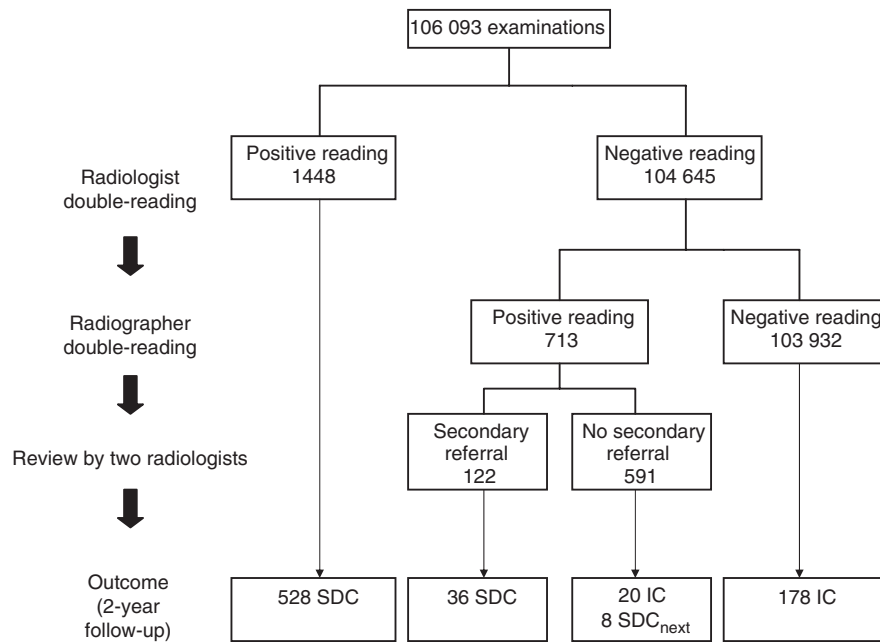 106 093 examinations
Radiologist
double-reading
Positive reading
1448
Negative reading
104 645
Radiographer
double-reading
Positive reading
713
Negative reading
103 932
Review by two radiologists
Secondary
referral
122
No secondary
referral
591
Outcome
(2-year
follow-up)
528 SDC
36 SDC
20 IC
8 SDCnext
178 IC